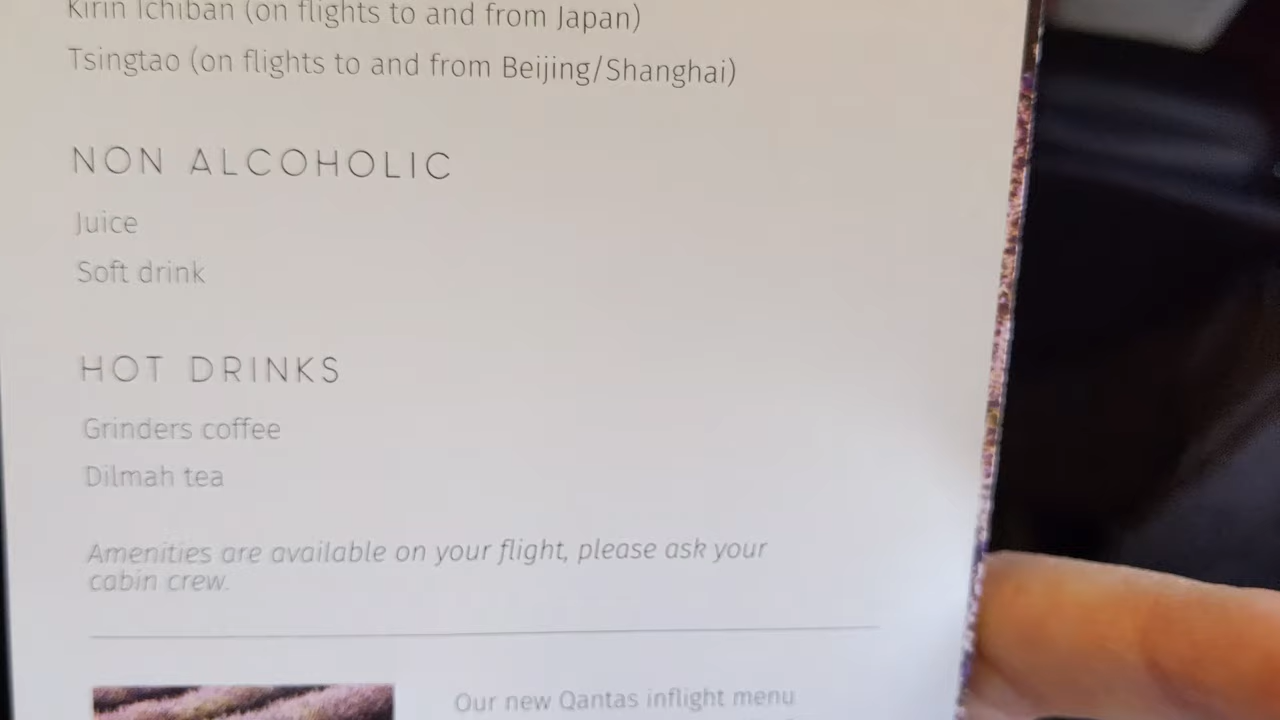 Kirin Ichiban (on flights to and from Japan)
Tsingtao (on flights to and from Beijing/Shanghai)
NON ALCOHOLIC
Juice
Soft drink
HOT DRINKS
Grinders coffee
Dilmah tea
Amenities are available on your flight, please ask your
cabin crew.
Our new Qantas inflight menu